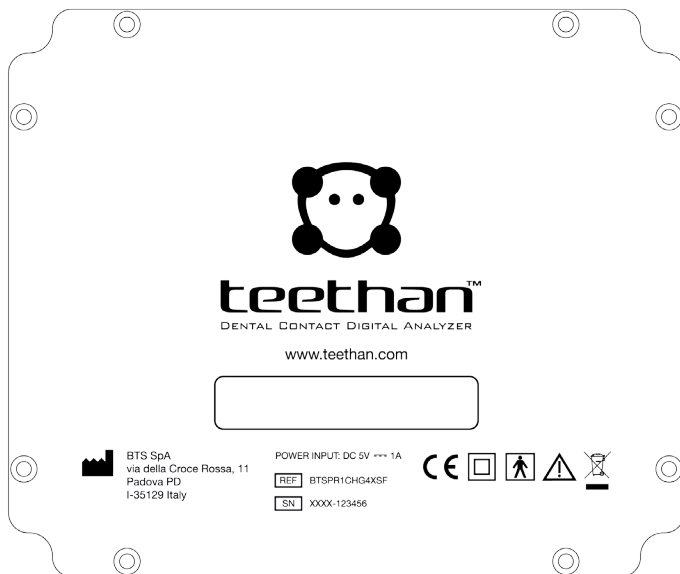 teethan™
DENTAL CONTACT DIGITAL ANALYZER
www.teethan.com
BTS SpA
via della Croce Rossa, 11
Padova PD
I-35129 Italy
POWER INPUT: DC 5V ⎓ 1A
REF BTSPR1CHG4XSF
SN XXXX-123456
CE